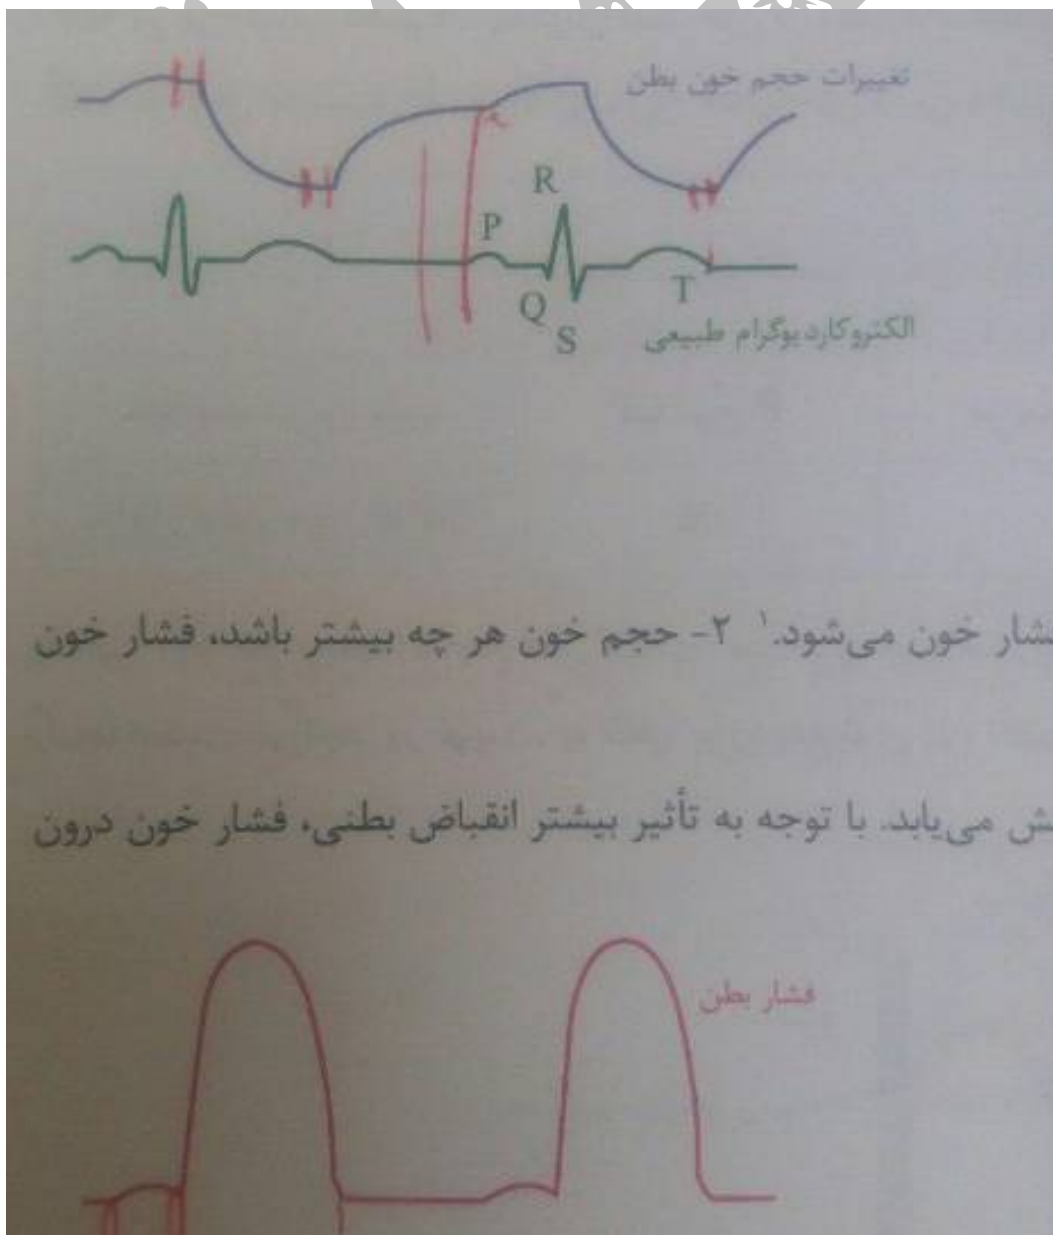 تغییرات حجم خون بطن
R
P
Q
S
T
الکتروکاردیوگرام طبیعی
فشار خون می‌شود.¹ ۲- حجم خون هر چه بیشتر باشد، فشار خون
می‌یابد. با توجه به تأثیر بیشتر انقباض بطنی، فشار خون درون
فشار بطن